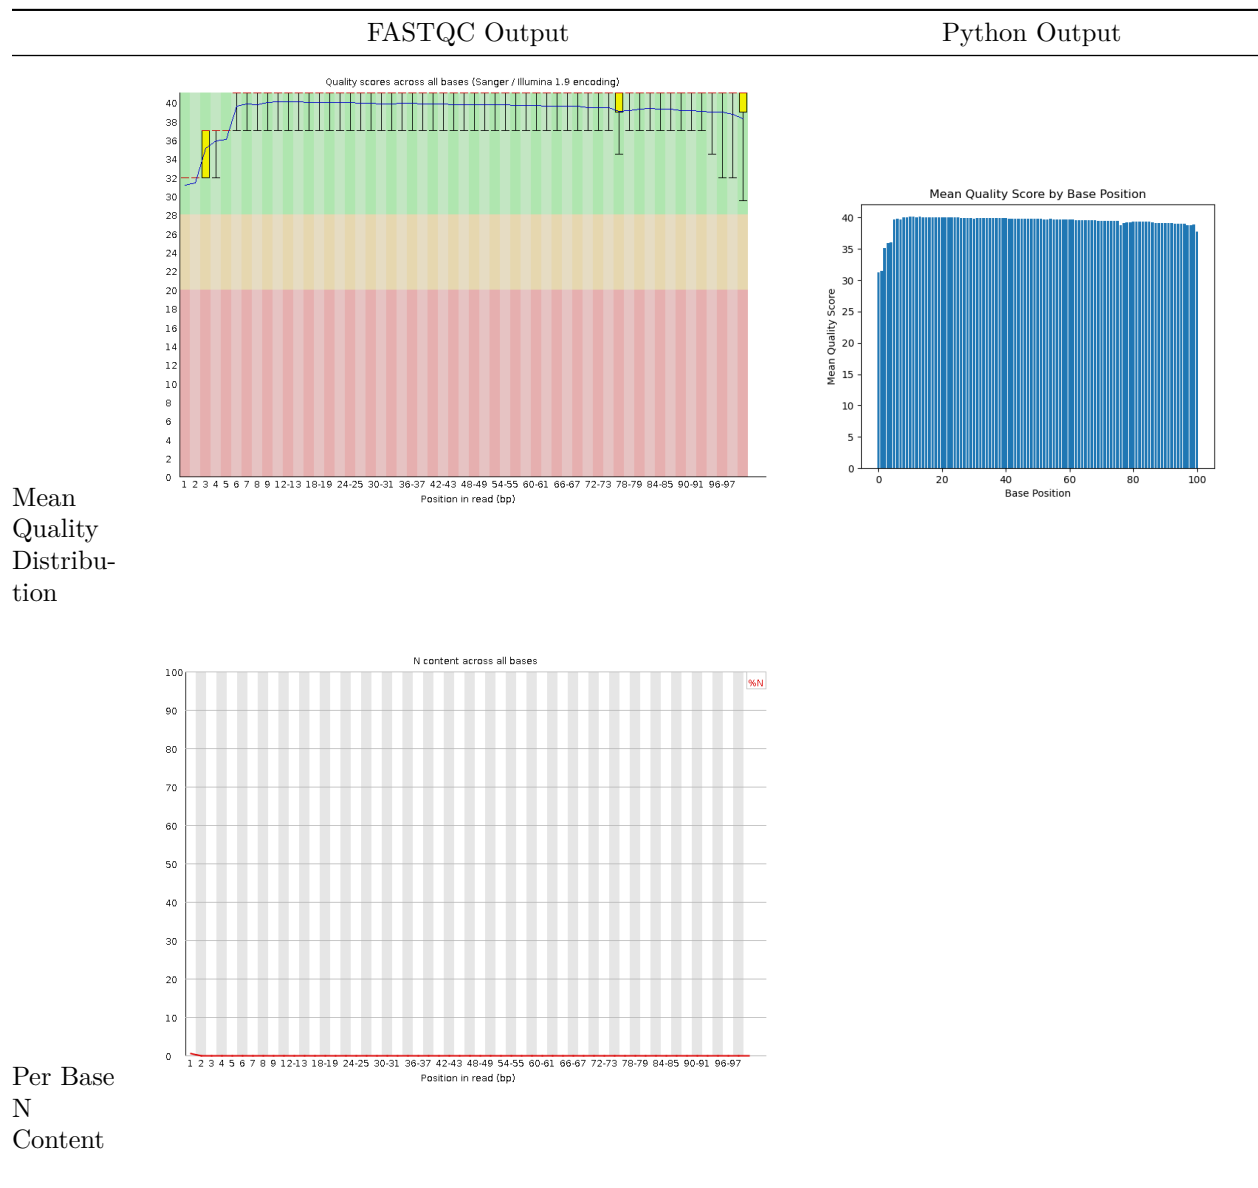 FASTQC Output Python Output
Quality scores across all bases (Sanger / Illumina 1.9 encoding)
40
38
36
34
32
30
28
26
24
22
20
18
16
14
12
10
8
6
4
2
0
1 2 3 4 5 6 7 8 9 12-13 18-19 24-25 30-31 36-37 42-43 48-49 54-55 60-61 66-67 72-73 78-79 84-85 90-91 96-97
Position in read (bp)
Mean Quality Score by Base Position
Mean Quality Score
40
35
30
25
20
15
10
5
0
0 20 40 60 80 100
Base Position
Mean
Quality
Distribu-
tion
N content across all bases
%N
100
90
80
70
60
50
40
30
20
10
0
1 2 3 4 5 6 7 8 9 12-13 18-19 24-25 30-31 36-37 42-43 48-49 54-55 60-61 66-67 72-73 78-79 84-85 90-91 96-97
Position in read (bp)
Per Base
N
Content